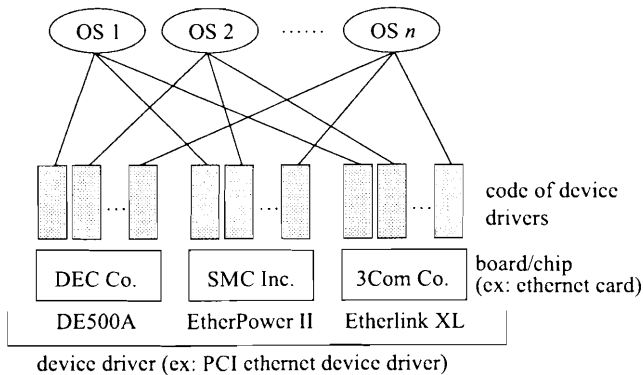 OS 1 OS 2 ...... OS n
... ... ...
code of device
drivers
DEC Co. SMC Inc. 3Com Co.
board/chip
(ex: ethernet card)
DE500A EtherPower II Etherlink XL
device driver (ex: PCI ethernet device driver)